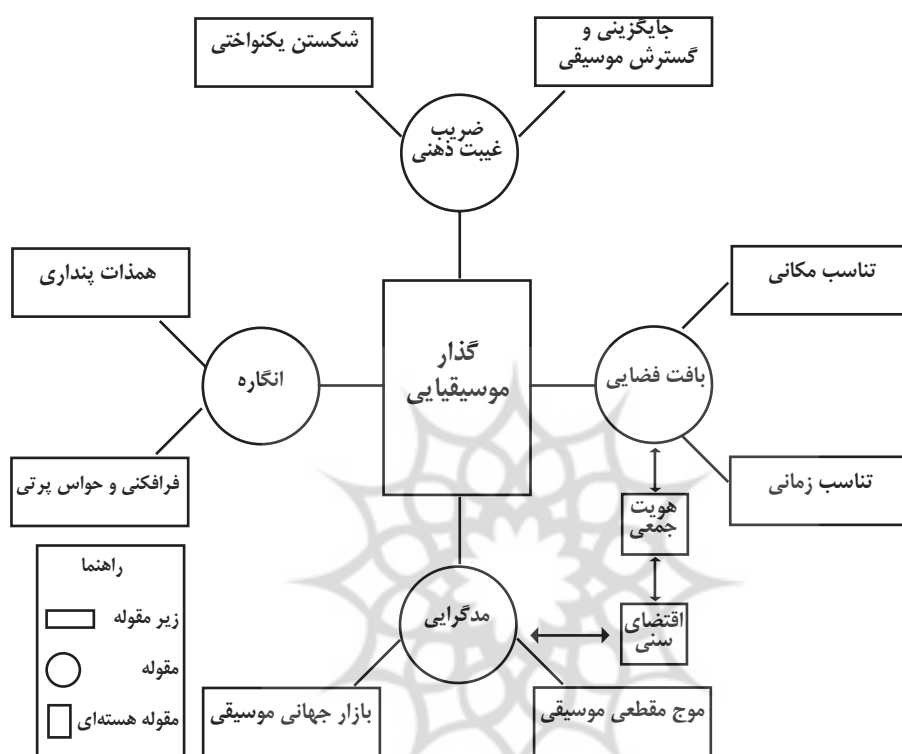 جایگزینی و
گسترش موسیقی
شکستن یکنواختی
ضریب
غیبت ذهنی
تناسب مکانی
همذات پنداری
گذار
موسیقیایی
بافت فضایی
انگاره
تناسب زمانی
فرافکنی و حواس پرتی
هویت
جمعی
اقتضای
سنی
مدگرایی
موج مقطعی موسیقی
بازار جهانی موسیقی
راهنما
زیر مقوله
مقوله
مقوله هسته‌ای